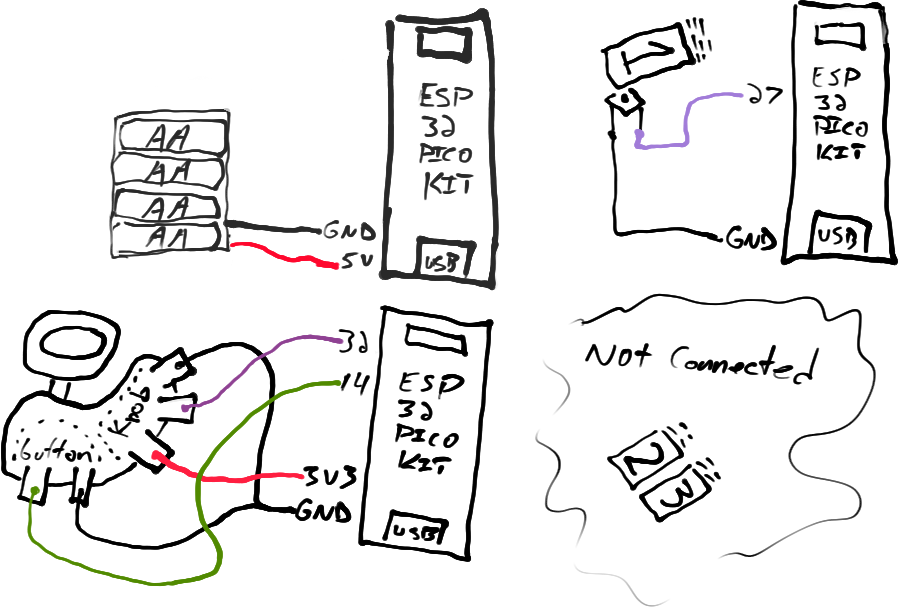 AA
AA
AA
AA
GND
5V
ESP
32
PICO
KIT
USB
1
27
GND
ESP
32
PICO
KIT
USB
Button
Knob
32
14
3V3
GND
ESP
32
PICO
KIT
USB
Not Connected
2
3